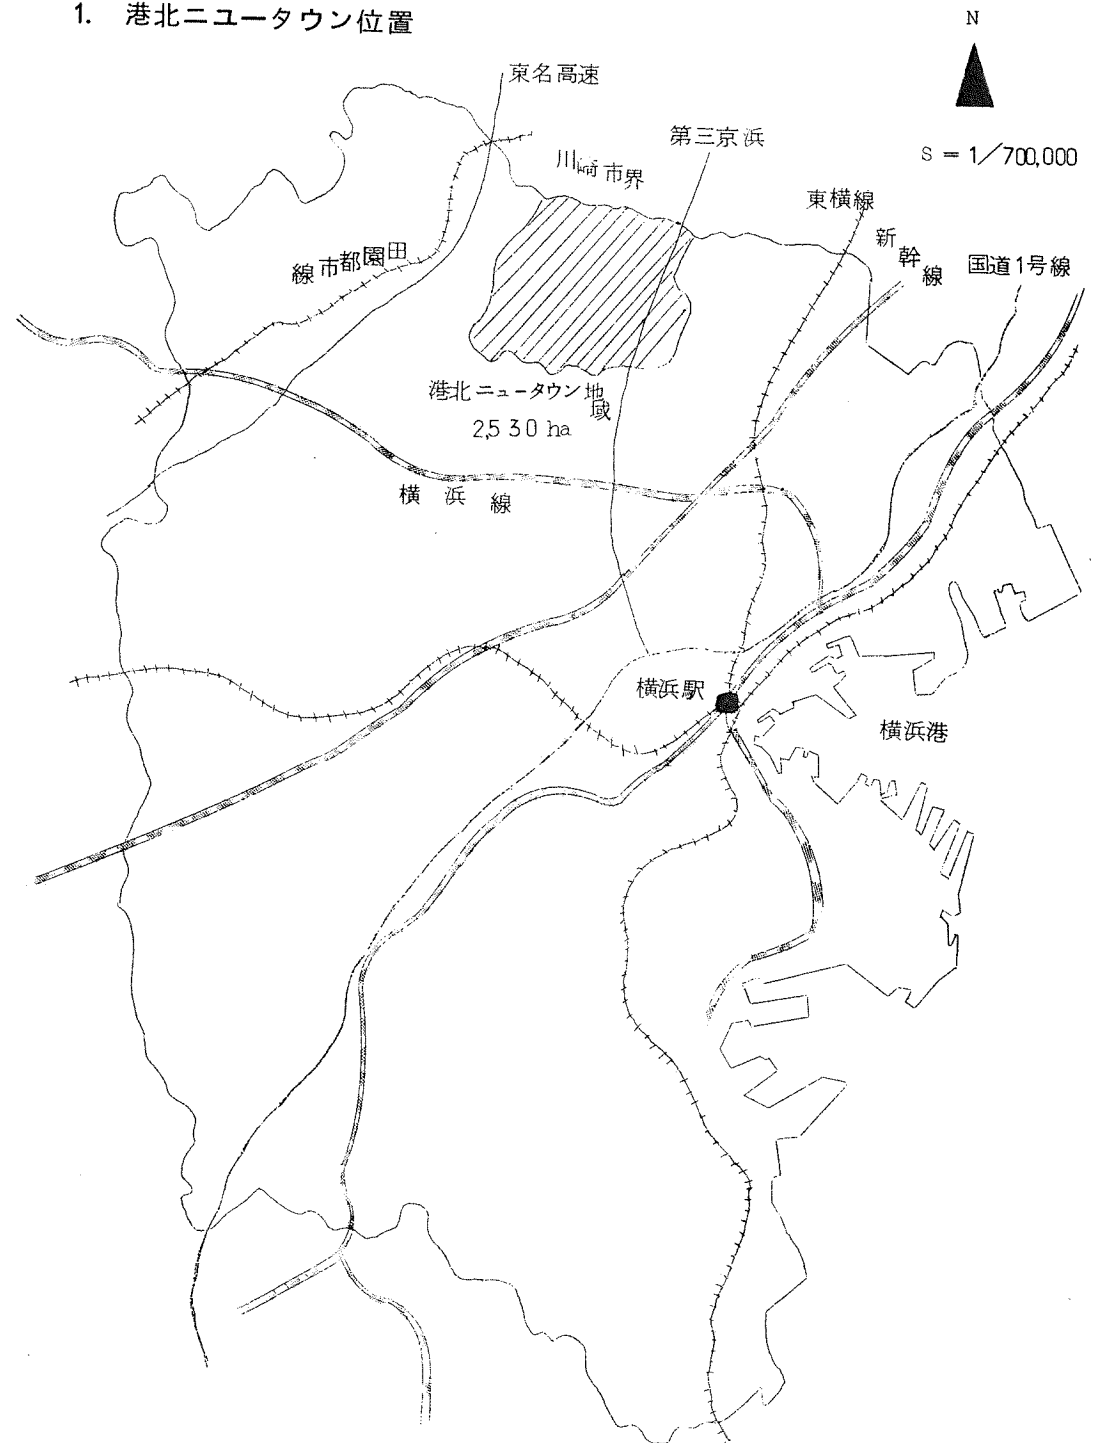 1. 港北ニュータウン位置
N
東名高速
第三京浜
川崎市界
S = 1/700,000
東横線
新幹線
国道1号線
線市都園田
港北ニュータウン地域
2,530 ha
横浜線
横浜駅
横浜港